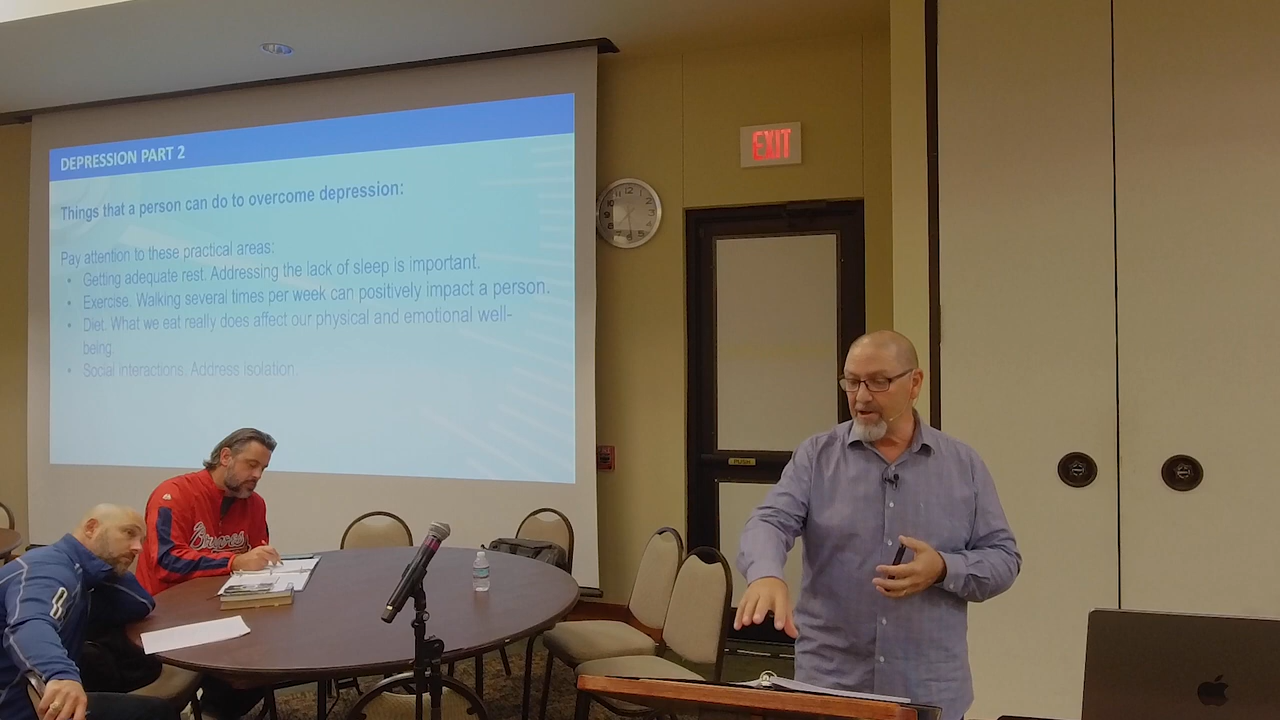 DEPRESSION PART 2
Things that a person can do to overcome depression:
Pay attention to these practical areas:
• Getting adequate rest. Addressing the lack of sleep is important.
• Exercise. Walking several times per week can positively impact a person.
• Diet. What we eat really does affect our physical and emotional well-
being.
• Social interactions. Address isolation.
EXIT
PUSH
Braves